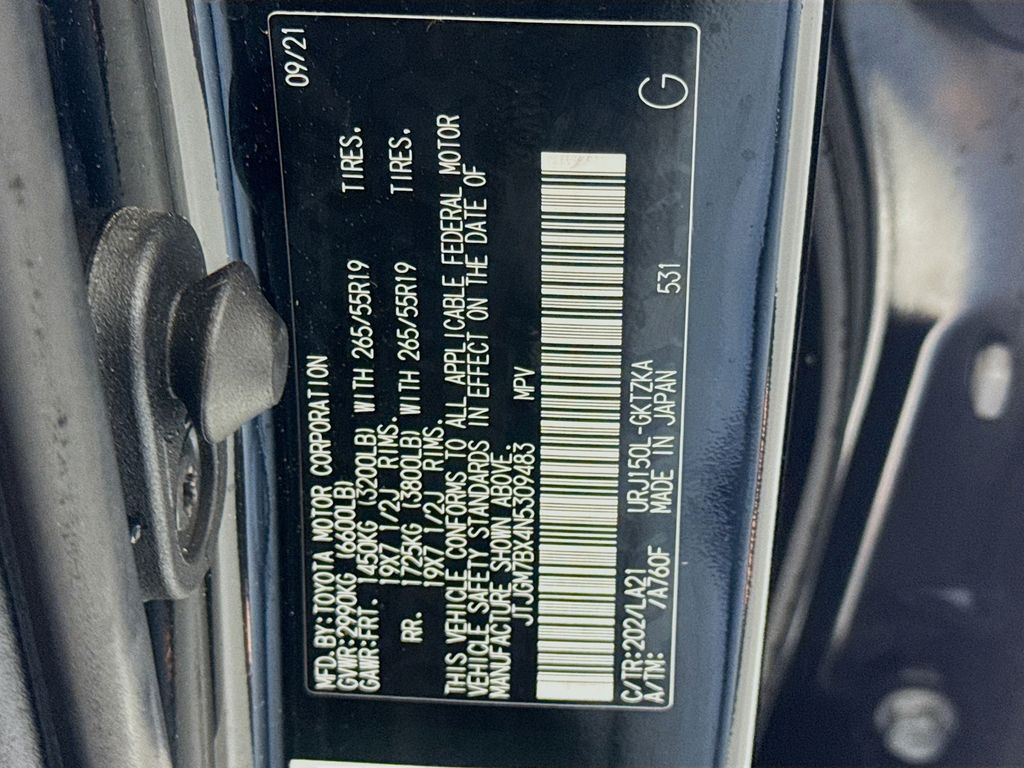 MFD.BY:TOYOTA MOTOR CORPORATION 09/21
GVWR:2990KG (6600LB)
GAWR:FRT. 1450KG (3200LB) WITH 265/55R19 TIRES.
19X7 1/2J RIMS.
RR. 1725KG (3800LB) WITH 265/55R19 TIRES.
19X7 1/2J RIMS.
THIS VEHICLE CONFORMS TO ALL APPLICABLE FEDERAL MOTOR
VEHICLE SAFETY STANDARDS IN EFFECT ON THE DATE OF
MANUFACTURE SHOWN ABOVE.
JTJGM7BX4N5309483 MPV
C/TR:202/LA21 URJ150L-GKTZKA
A/TM: /A760F MADE IN JAPAN 531 G